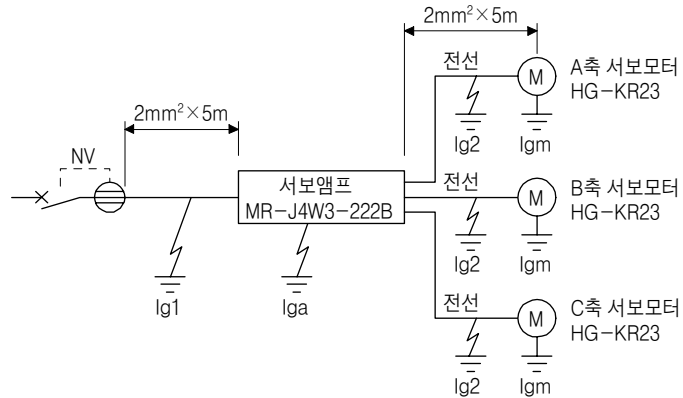 2mm²×5m
전선
M
A축 서보모터
HG-KR23
2mm²×5m
Ig2
Igm
NV
서보앰프
MR-J4W3-222B
전선
M
B축 서보모터
HG-KR23
Ig2
Igm
Ig1
Iga
전선
M
C축 서보모터
HG-KR23
Ig2
Igm